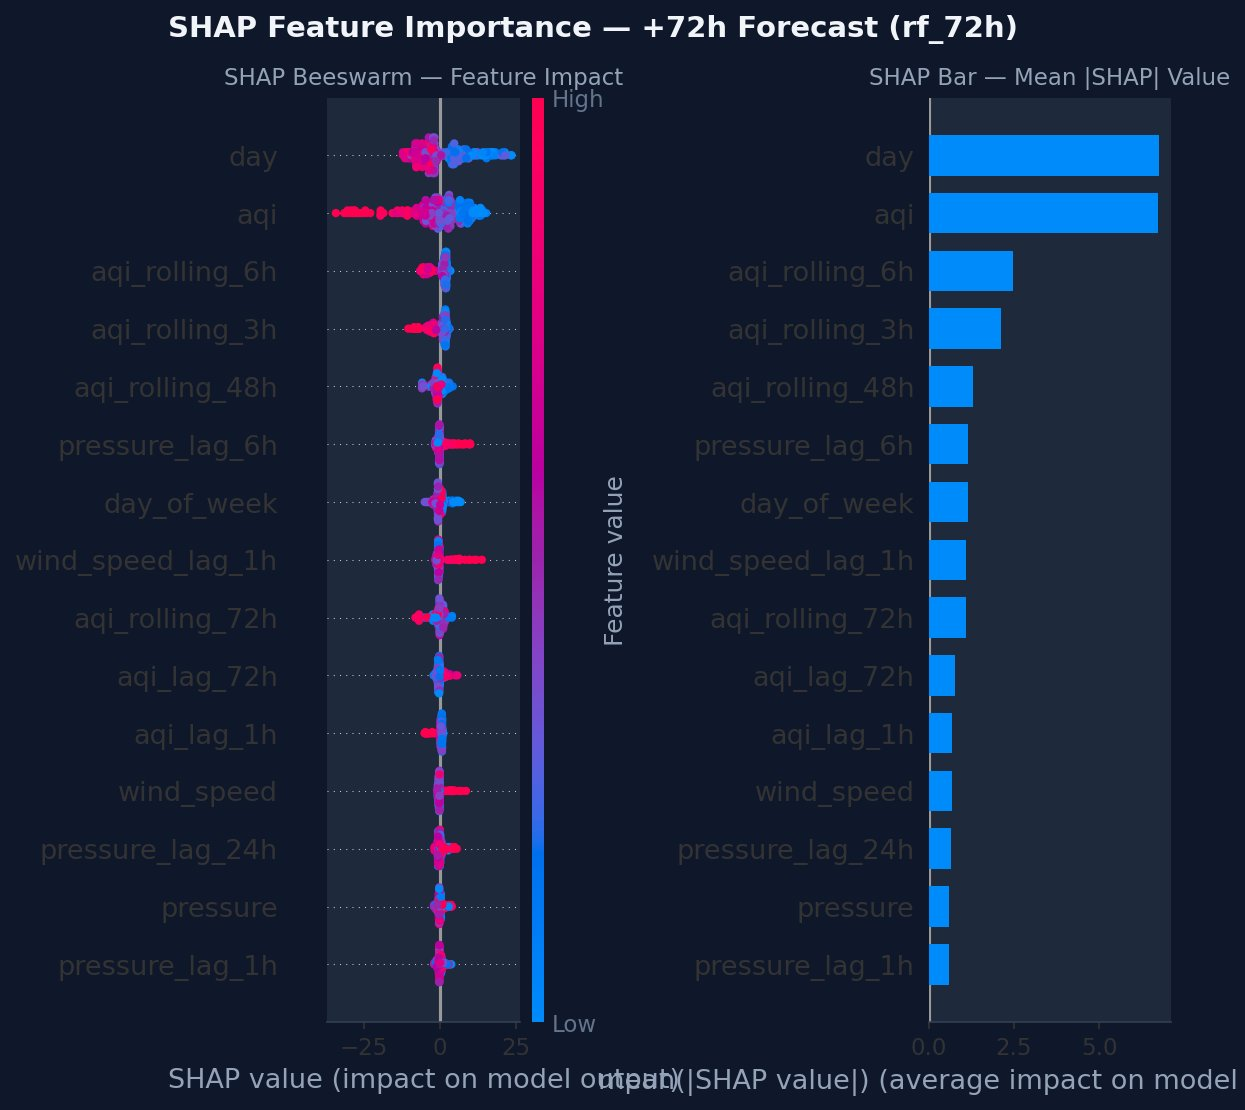 SHAP Feature Importance — +72h Forecast (rf_72h)
SHAP Beeswarm — Feature Impact
High
day
aqi
aqi_rolling_6h
aqi_rolling_3h
aqi_rolling_48h
pressure_lag_6h
day_of_week
wind_speed_lag_1h
aqi_rolling_72h
aqi_lag_72h
aqi_lag_1h
wind_speed
pressure_lag_24h
pressure
pressure_lag_1h
−25 0 25
SHAP value (impact on model output)
Feature value
Low
SHAP Bar — Mean |SHAP| Value
day
aqi
aqi_rolling_6h
aqi_rolling_3h
aqi_rolling_48h
pressure_lag_6h
day_of_week
wind_speed_lag_1h
aqi_rolling_72h
aqi_lag_72h
aqi_lag_1h
wind_speed
pressure_lag_24h
pressure
pressure_lag_1h
0.0 2.5 5.0
mean(|SHAP value|) (average impact on model